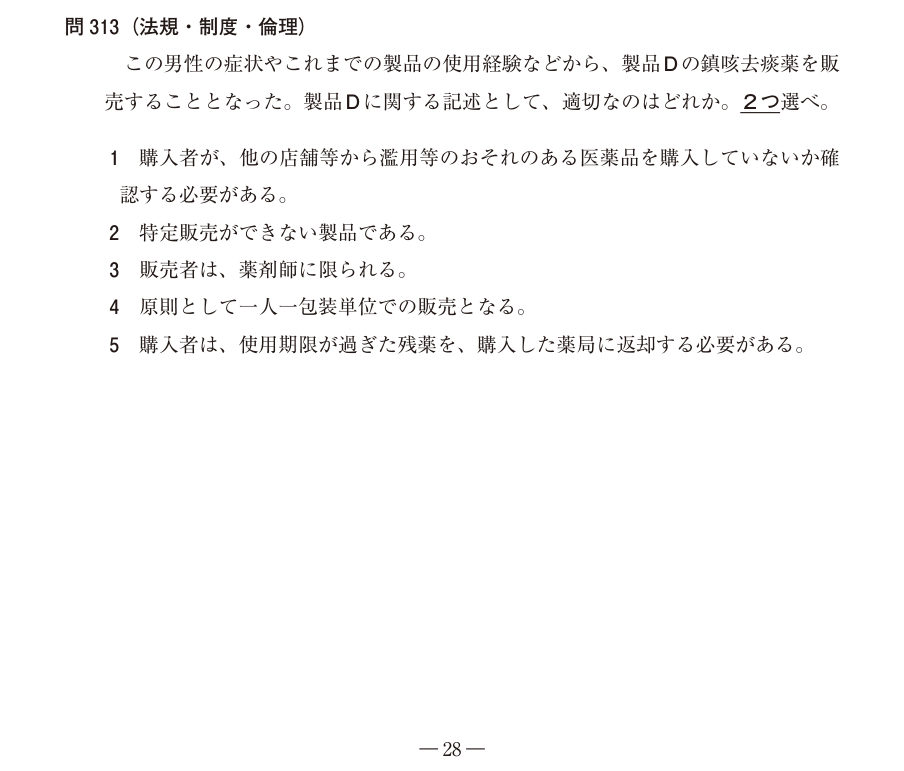 問 313（法規・制度・倫理）
この男性の症状やこれまでの製品の使用経験などから、製品Ｄの鎮咳去痰薬を販
売することとなった。製品Ｄに関する記述として、適切なのはどれか。２つ選べ。
1　購入者が、他の店舗等から濫用等のおそれのある医薬品を購入していないか確
認する必要がある。
2　特定販売ができない製品である。
3　販売者は、薬剤師に限られる。
4　原則として一人一包装単位での販売となる。
5　購入者は、使用期限が過ぎた残薬を、購入した薬局に返却する必要がある。
― 28 ―